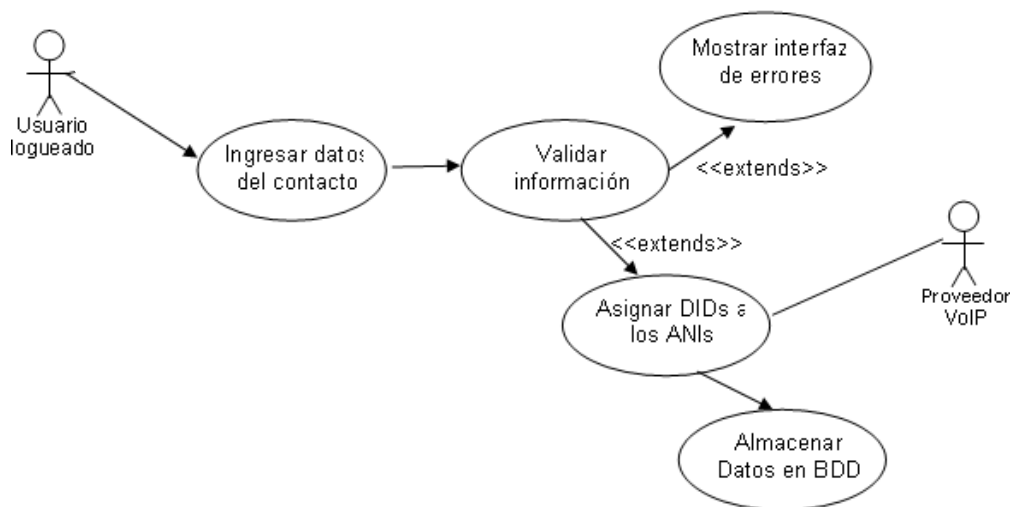 Mostrar interfaz
de errores
Usuario
logueado
Ingresar datos
del contacto
Validar
información
<<extends>>
<<extends>>
Asignar DIDs a
los ANIs
Proveedor
VoIP
Almacenar
Datos en BDD